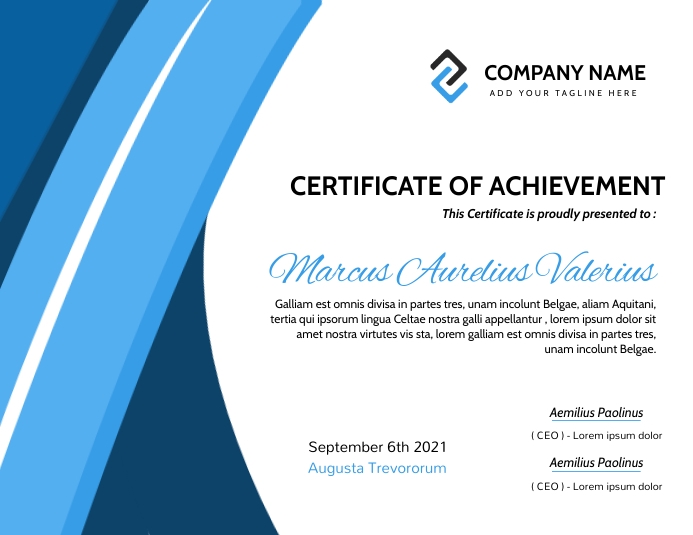 COMPANY NAME
ADD YOUR TAGLINE HERE
CERTIFICATE OF ACHIEVEMENT
This Certificate is proudly presented to :
Marcus Aurelius Valerius
Galliam est omnis divisa in partes tres, unam incolunt Belgae, aliam Aquitani,
tertia qui ipsorum lingua Celtae nostra galli appellantur , lorem ipsum dolor sit
amet nostra virtutes vis sta, lorem galliam est omnis divisa in partes tres,
unam incolunt Belgae.
Aemilius Paolinus
( CEO ) - Lorem ipsum dolor
September 6th 2021
Augusta Trevororum
Aemilius Paolinus
( CEO ) - Lorem ipsum dolor